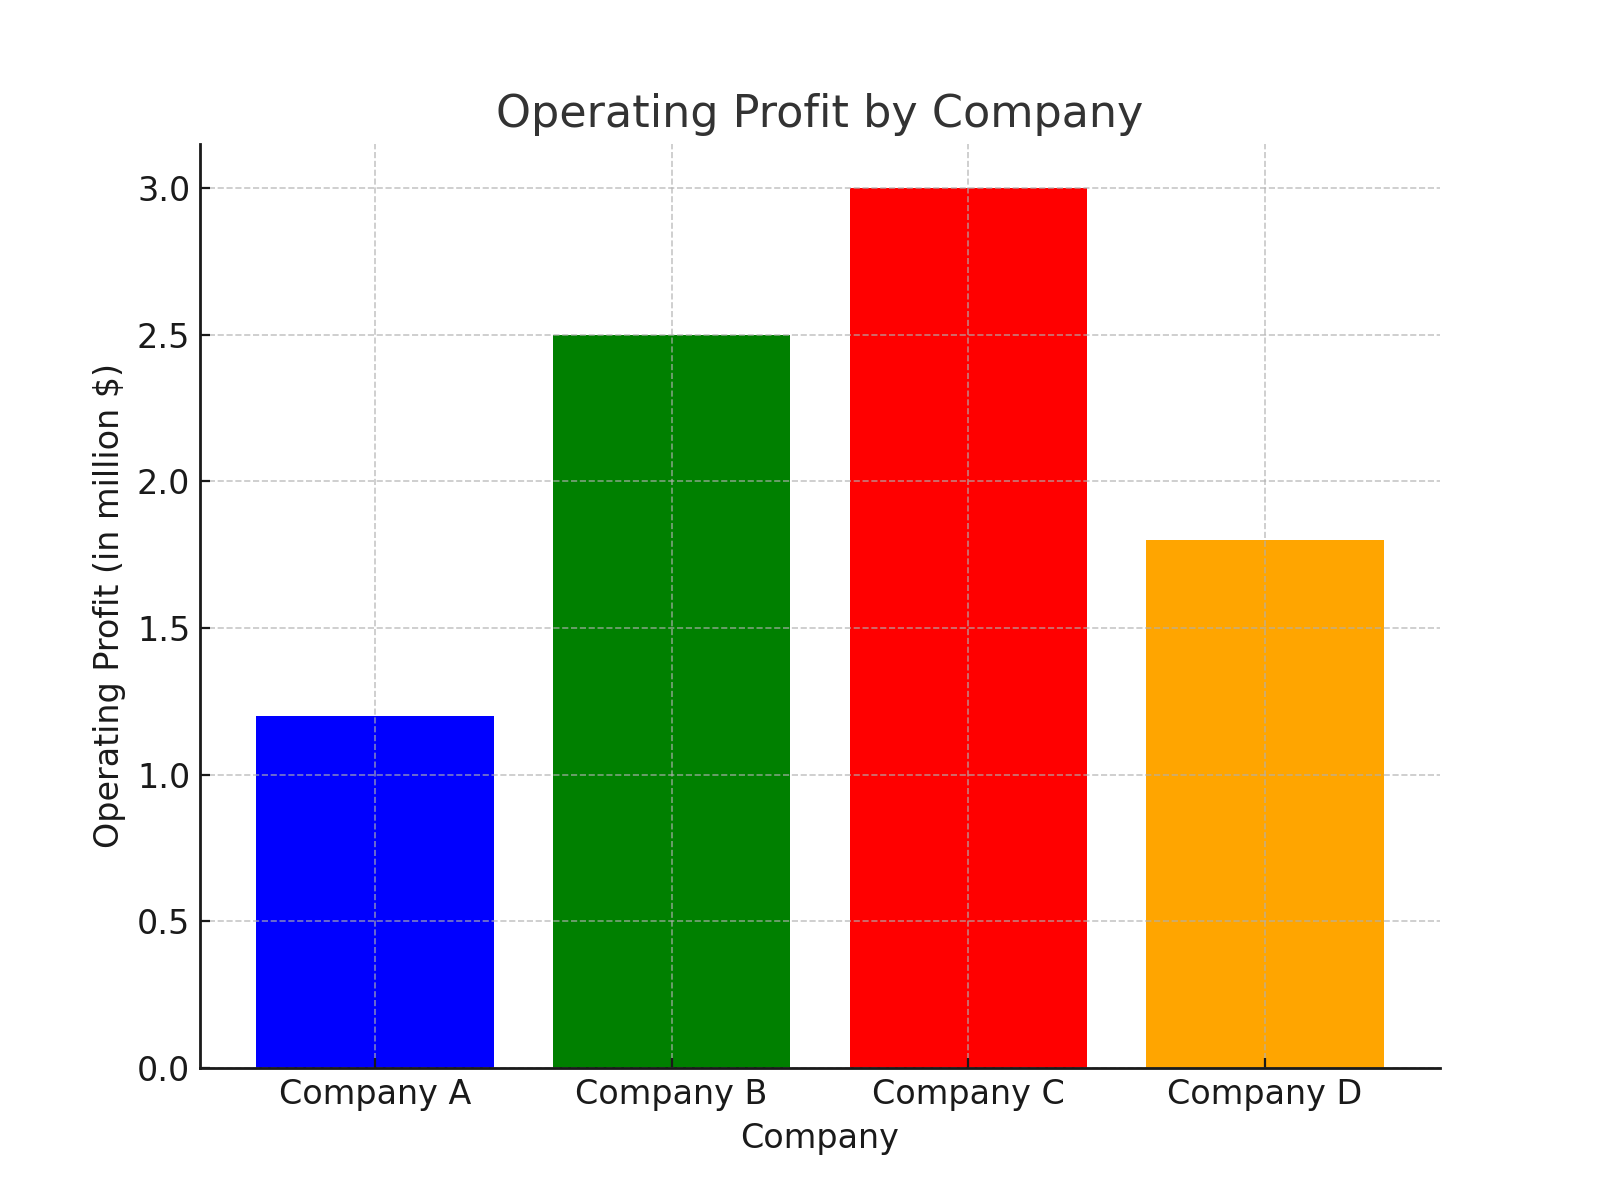 Operating Profit by Company
Operating Profit (in million $)
3.0
2.5
2.0
1.5
1.0
0.5
0.0
Company A Company B Company C Company D
Company